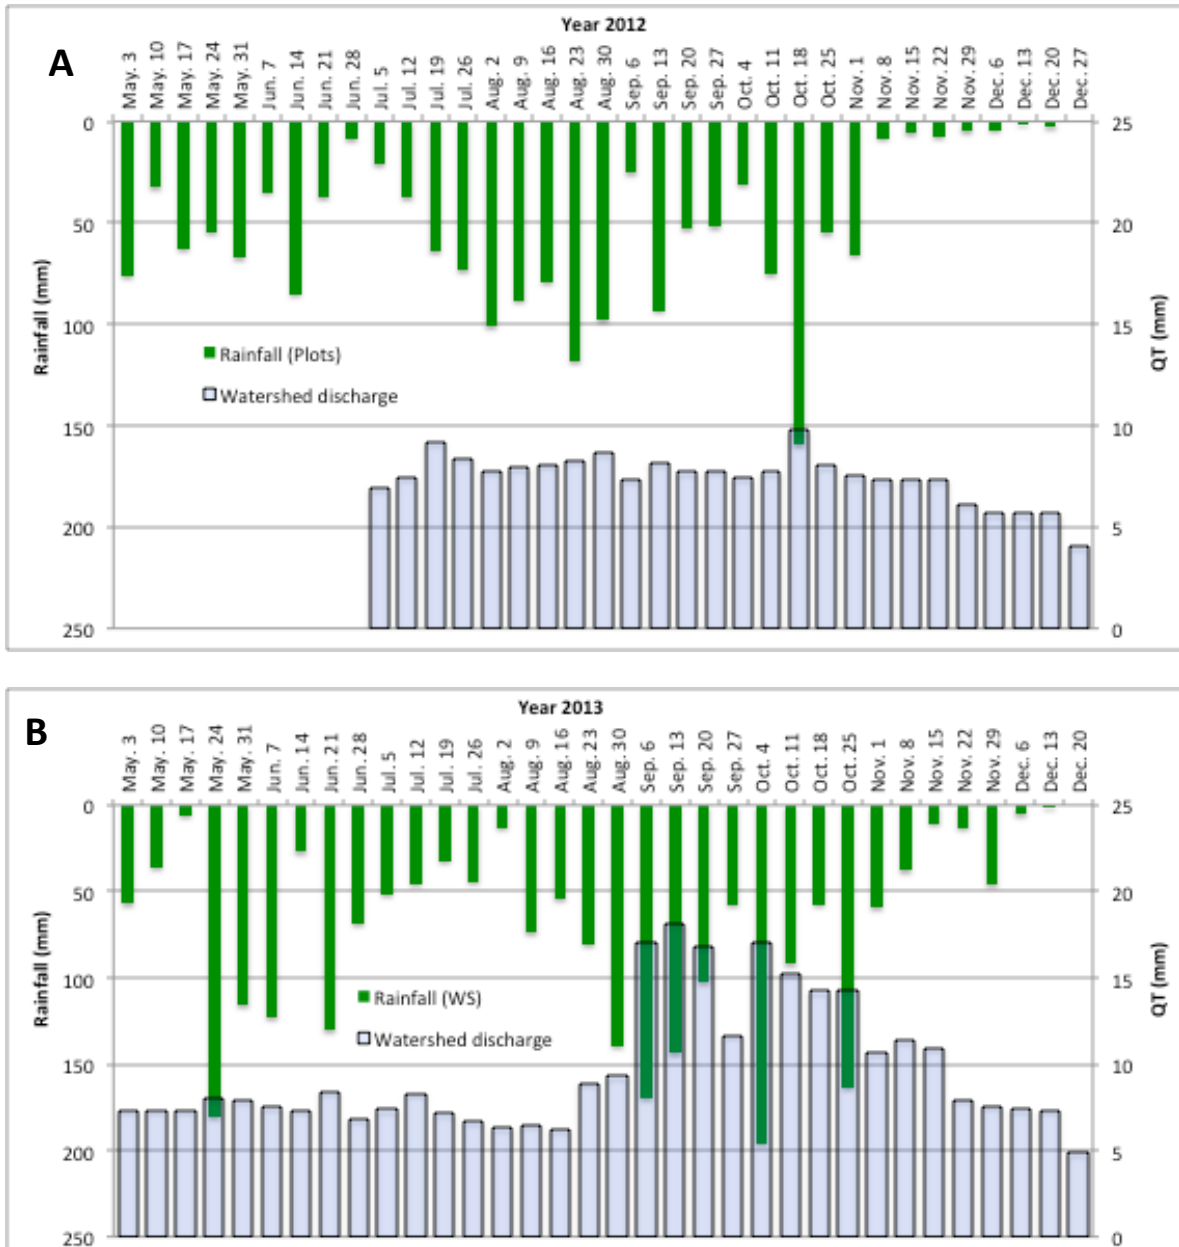 Year 2012
A
May. 3
May. 10
May. 17
May. 24
May. 31
Jun. 7
Jun. 14
Jun. 21
Jun. 28
Jul. 5
Jul. 12
Jul. 19
Jul. 26
Aug. 2
Aug. 9
Aug. 16
Aug. 23
Aug. 30
Sep. 6
Sep. 13
Sep. 20
Sep. 27
Oct. 4
Oct. 11
Oct. 18
Oct. 25
Nov. 1
Nov. 8
Nov. 15
Nov. 22
Nov. 29
Dec. 6
Dec. 13
Dec. 20
Dec. 27
0
50
100
150
200
250
Rainfall (mm)
Rainfall (Plots)
Watershed discharge
25
20
15
10
5
0
QT (mm)
Year 2013
B
May. 3
May. 10
May. 17
May. 24
May. 31
Jun. 7
Jun. 14
Jun. 21
Jun. 28
Jul. 5
Jul. 12
Jul. 19
Jul. 26
Aug. 2
Aug. 9
Aug. 16
Aug. 23
Aug. 30
Sep. 6
Sep. 13
Sep. 20
Sep. 27
Oct. 4
Oct. 11
Oct. 18
Oct. 25
Nov. 1
Nov. 8
Nov. 15
Nov. 22
Nov. 29
Dec. 6
Dec. 13
Dec. 20
0
50
100
150
200
250
Rainfall (mm)
Rainfall (WS)
Watershed discharge
25
20
15
10
5
0
QT (mm)